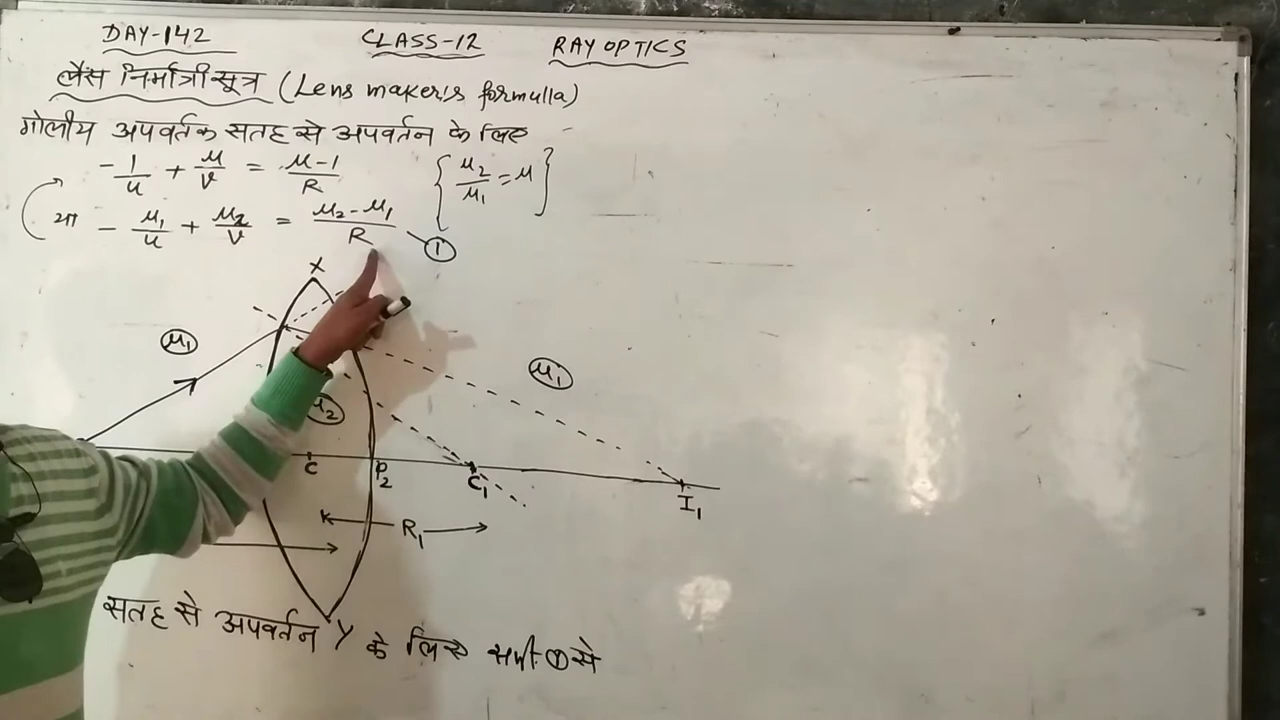 DAY-142 CLASS-12 RAY OPTICS
लेंस निर्मात्री सूत्र (Lens maker's formulla)
गोलीय अपवर्तक सतह से अपवर्तन के लिए
-1/u + μ/v = μ-1/R {μ2/μ1 = μ}
या - μ1/u + μ2/v = μ2-μ1/R ①
X
μ1
μ1
μ2
C P2 C1 I1
R1
Y
सतह से अपवर्तन के लिए समी① से